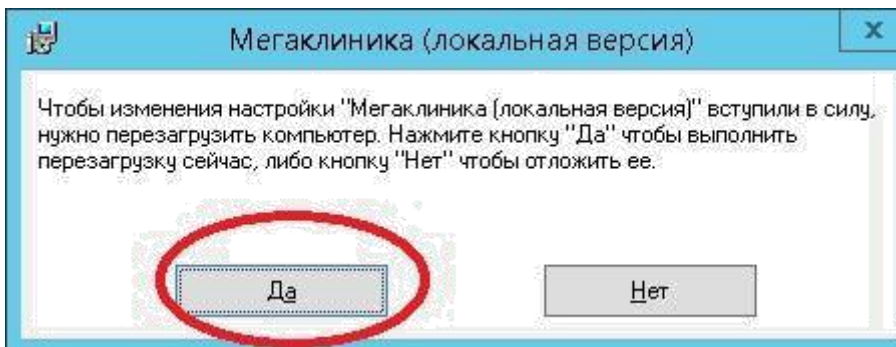 Мегаклиника (локальная версия)
Чтобы изменения настройки "Мегаклиника (локальная версия)" вступили в силу,
нужно перезагрузить компьютер. Нажмите кнопку "Да" чтобы выполнить
перезагрузку сейчас, либо кнопку "Нет" чтобы отложить ее.
Да
Нет